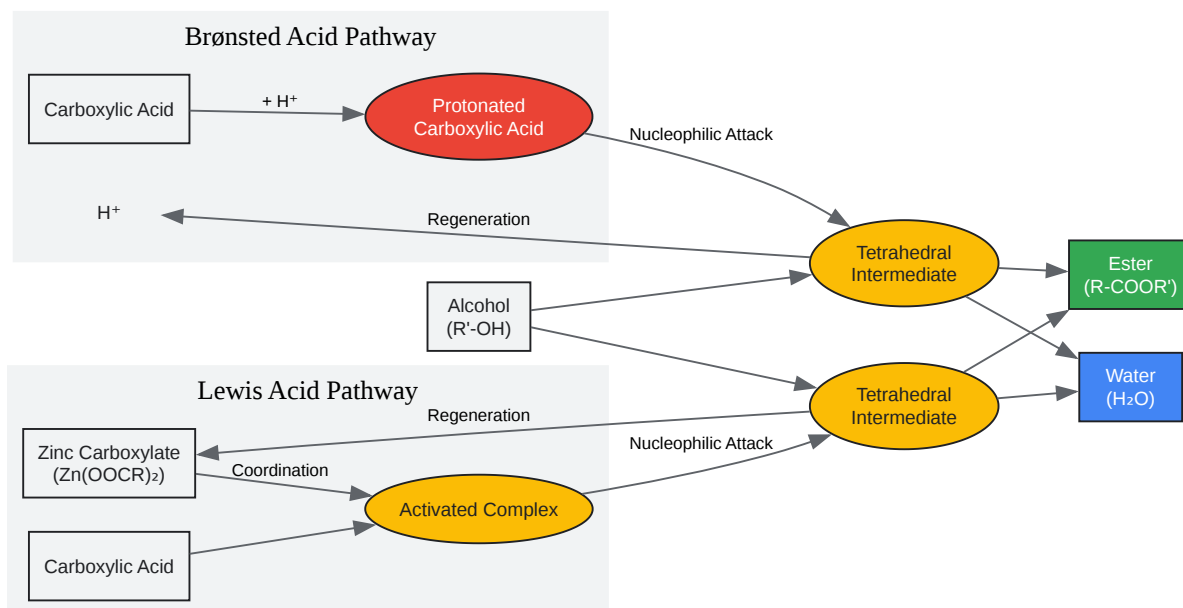 Brønsted Acid Pathway
Carboxylic Acid
+ H⁺
Protonated
Carboxylic Acid
Nucleophilic Attack
H⁺
Regeneration
Tetrahedral
Intermediate
Ester
(R-COOR')
Alcohol
(R'-OH)
Water
(H₂O)
Lewis Acid Pathway
Regeneration
Tetrahedral
Intermediate
Zinc Carboxylate
(Zn(OOCR)₂)
Coordination
Nucleophilic Attack
Activated Complex
Carboxylic Acid